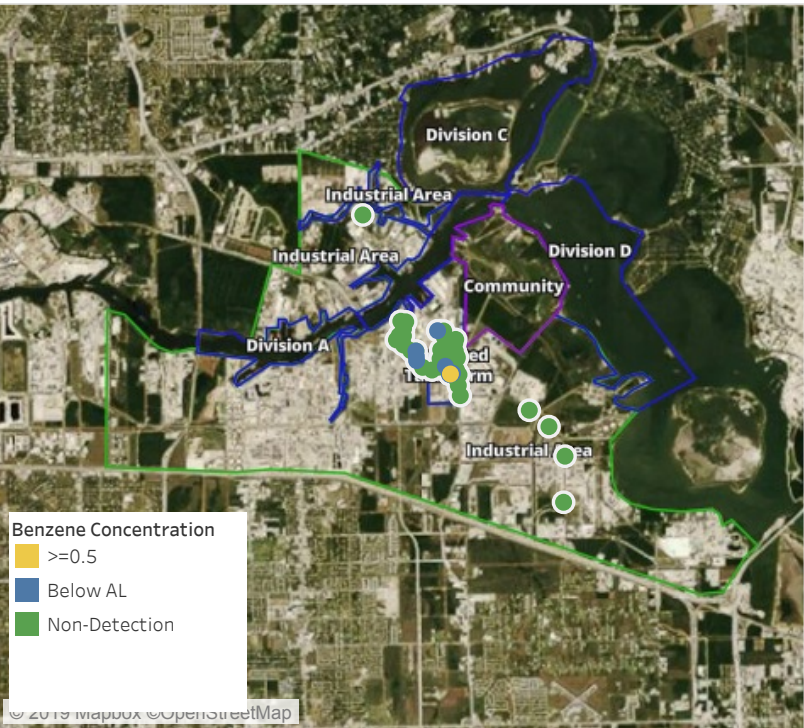 Division C
Industrial Area
Division D
Industrial Area
Community
Division A
Industrial
Benzene Concentration
>=0.5
Below AL
Non-Detection
© 2019 Mapbox ©OpenStreetMap